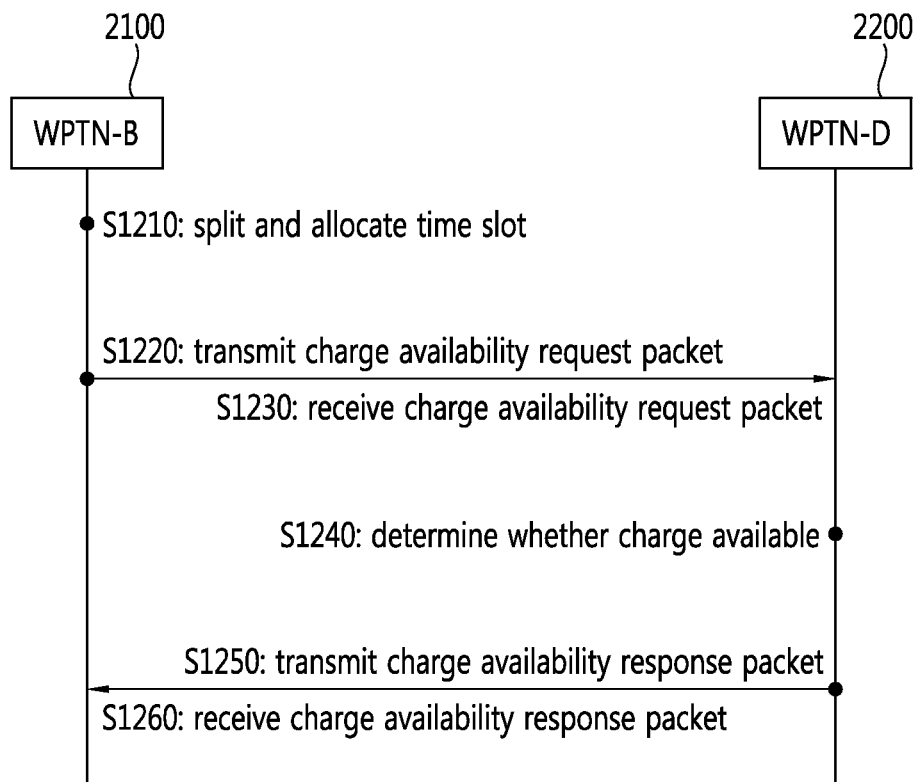 2100
2200
WPTN-B
WPTN-D
S1210: split and allocate time slot
S1220: transmit charge availability request packet
S1230: receive charge availability request packet
S1240: determine whether charge available
S1250: transmit charge availability response packet
S1260: receive charge availability response packet